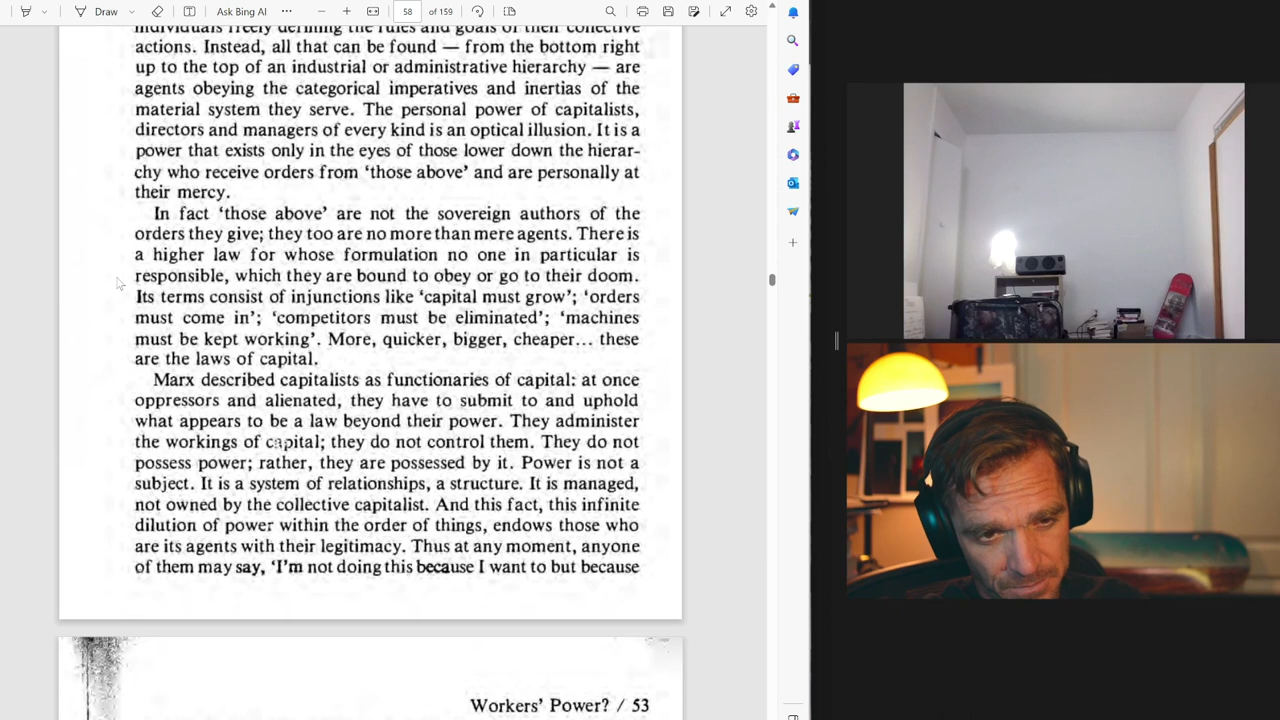 Draw
Ask Bing AI
58 of 159
individuals freely defining the rules and goals of their collective
actions. Instead, all that can be found — from the bottom right
up to the top of an industrial or administrative hierarchy — are
agents obeying the categorical imperatives and inertias of the
material system they serve. The personal power of capitalists,
directors and managers of every kind is an optical illusion. It is a
power that exists only in the eyes of those lower down the hierar-
chy who receive orders from ‘those above’ and are personally at
their mercy.
In fact ‘those above’ are not the sovereign authors of the
orders they give; they too are no more than mere agents. There is
a higher law for whose formulation no one in particular is
responsible, which they are bound to obey or go to their doom.
Its terms consist of injunctions like ‘capital must grow’; ‘orders
must come in’; ‘competitors must be eliminated’; ‘machines
must be kept working’. More, quicker, bigger, cheaper... these
are the laws of capital.
Marx described capitalists as functionaries of capital: at once
oppressors and alienated, they have to submit to and uphold
what appears to be a law beyond their power. They administer
the workings of capital; they do not control them. They do not
possess power; rather, they are possessed by it. Power is not a
subject. It is a system of relationships, a structure. It is managed,
not owned by the collective capitalist. And this fact, this infinite
dilution of power within the order of things, endows those who
are its agents with their legitimacy. Thus at any moment, anyone
of them may say, ‘I’m not doing this because I want to but because
Workers’ Power? / 53